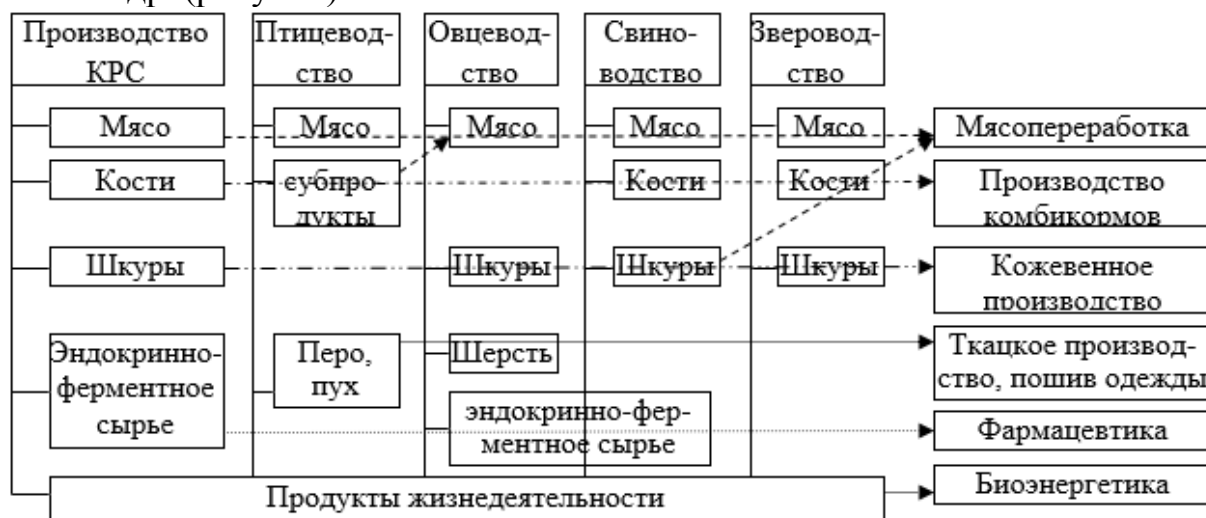 Производство
КРС
Птицевод-
ство
Овцевод-
ство
Свино-
водство
Зверовод-
ство
Мясо
Мясо
Мясо
Мясо
Мясо
Мясопереработка
Кости
субпро-
дукты
Кости
Кости
Производство
комбикормов
Шкуры
Шкуры
Шкуры
Шкуры
Кожевенное
производство
Эндокринно-
ферментное
сырье
Перо,
пух
Шерсть
Ткацкое производ-
ство, пошив одежды
эндокринно-фер-
ментное сырье
Фармацевтика
Продукты жизнедеятельности
Биоэнергетика